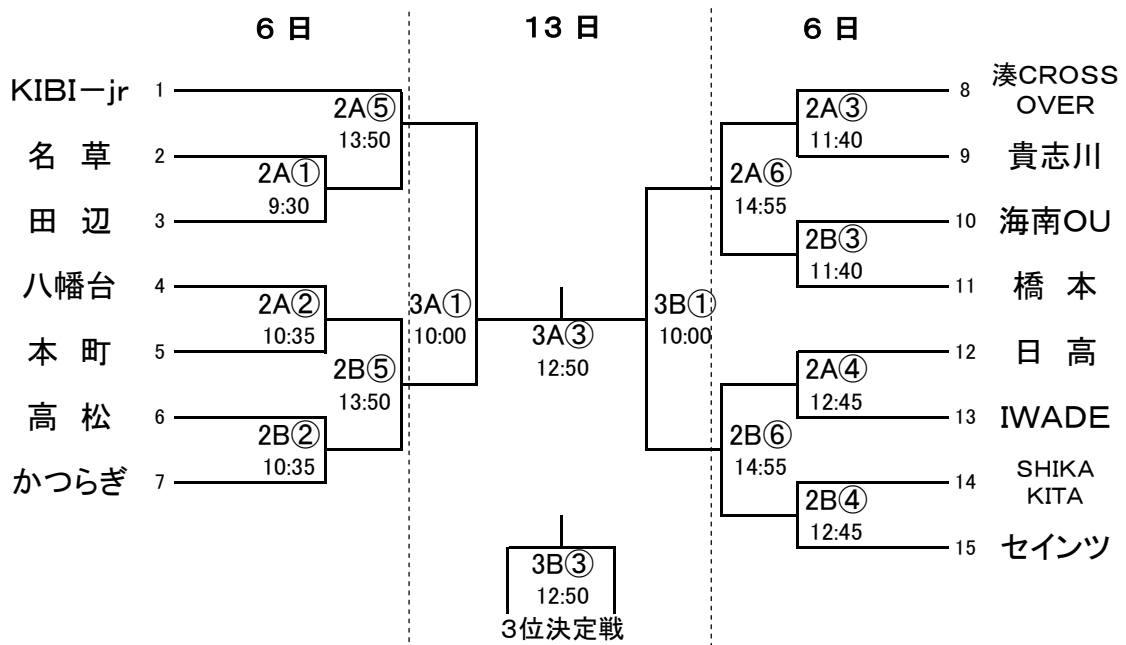 6 日
13 日
6 日
KIBI－jr 1
2A⑤
13:50
名 草 2
2A①
9:30
田 辺 3
八幡台 4
2A②
10:35
本 町 5
2B⑤
13:50
高 松 6
2B②
10:35
かつらぎ 7
3A①
10:00
3A③
12:50
3B①
10:00
3B③
12:50
3位決定戦
8 湊CROSS
OVER
2A③
11:40
9 貴志川
2A⑥
14:55
10 海南OU
2B③
11:40
11 橋 本
12 日 高
2A④
12:45
13 IWADE
2B⑥
14:55
14 SHIKA
KITA
2B④
12:45
15 セインツ